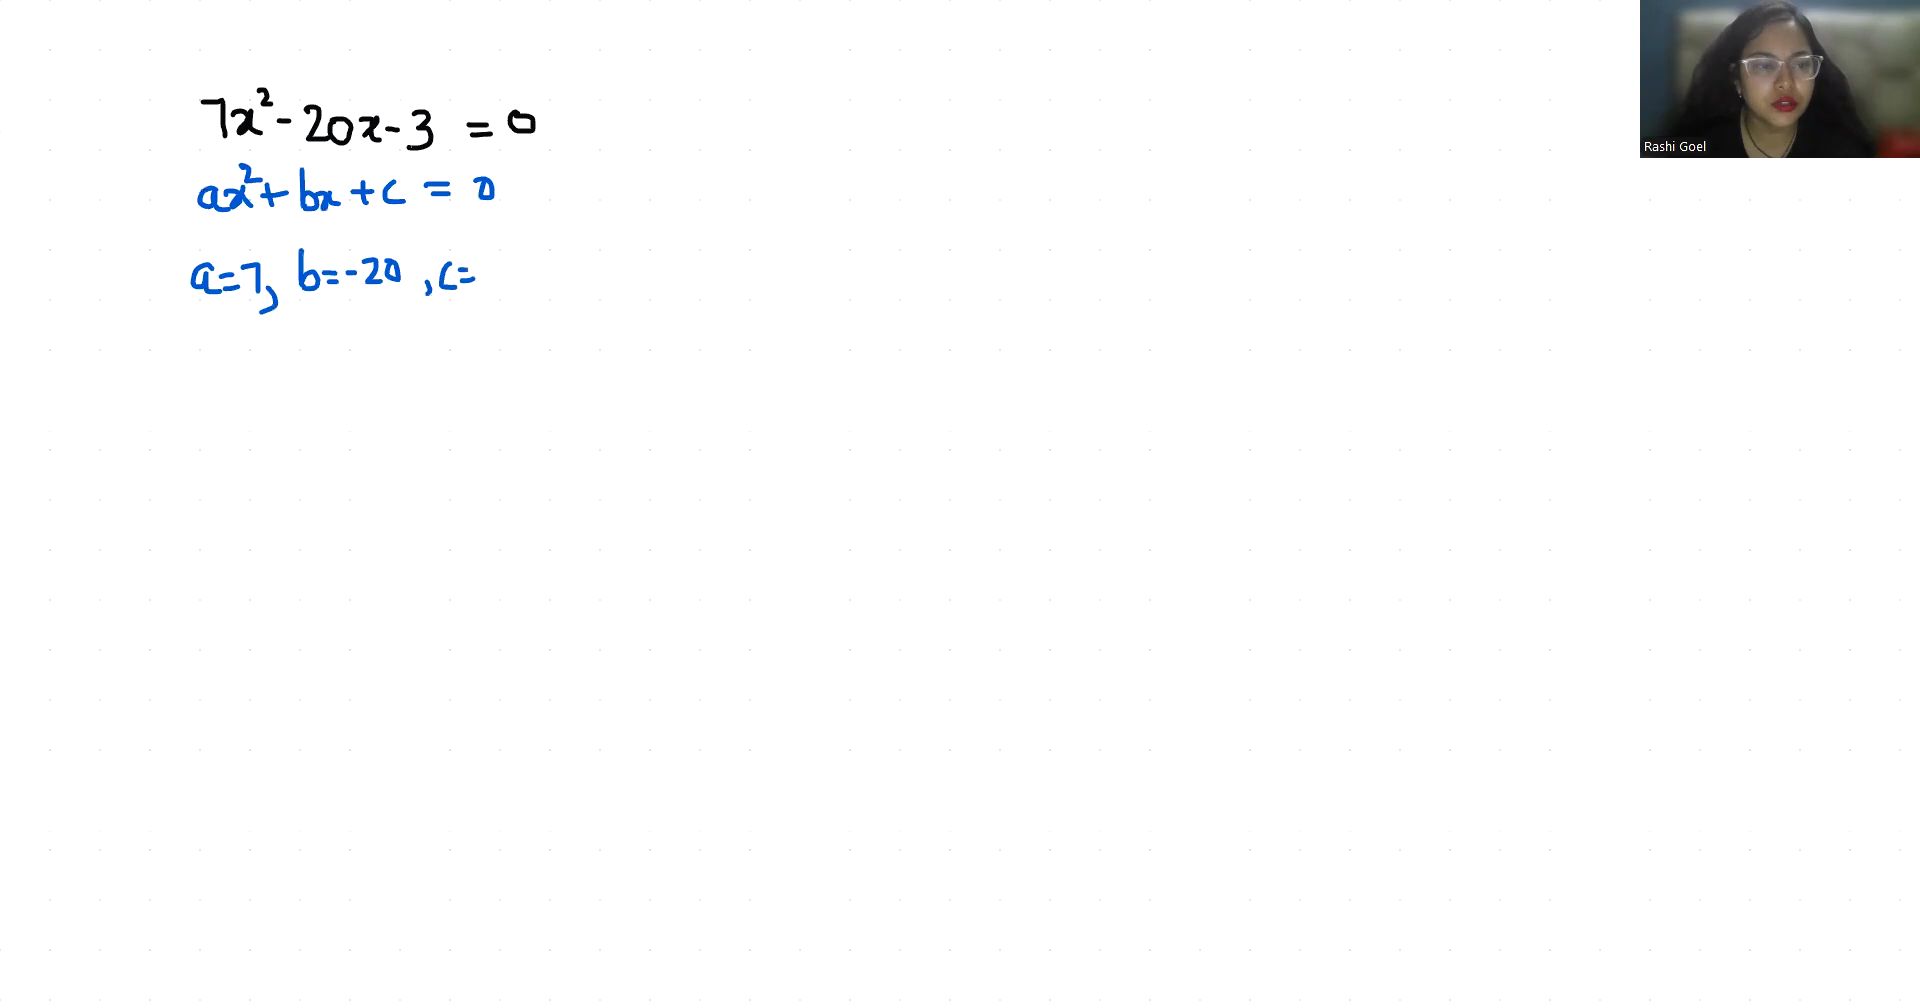 7x² - 20x - 3 = 0
ax² + bx + c = 0
a = 7, b = -20, c =
Rashi Goel